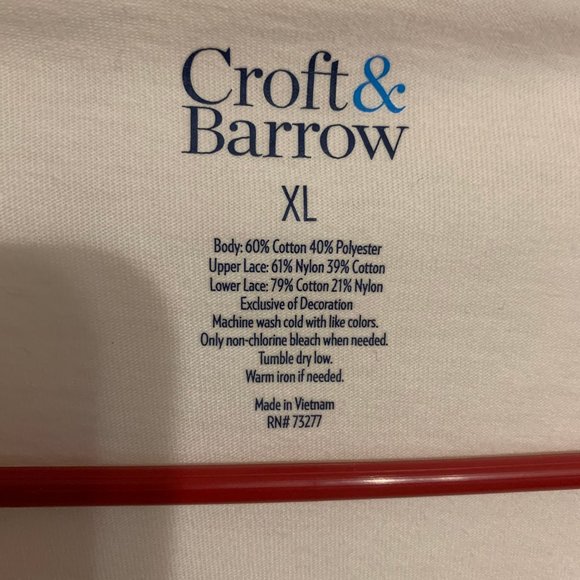 Croft&
Barrow
XL
Body: 60% Cotton 40% Polyester
Upper Lace: 61% Nylon 39% Cotton
Lower Lace: 79% Cotton 21% Nylon
Exclusive of Decoration
Machine wash cold with like colors.
Only non-chlorine bleach when needed.
Tumble dry low.
Warm iron if needed.
Made in Vietnam
RN# 73277